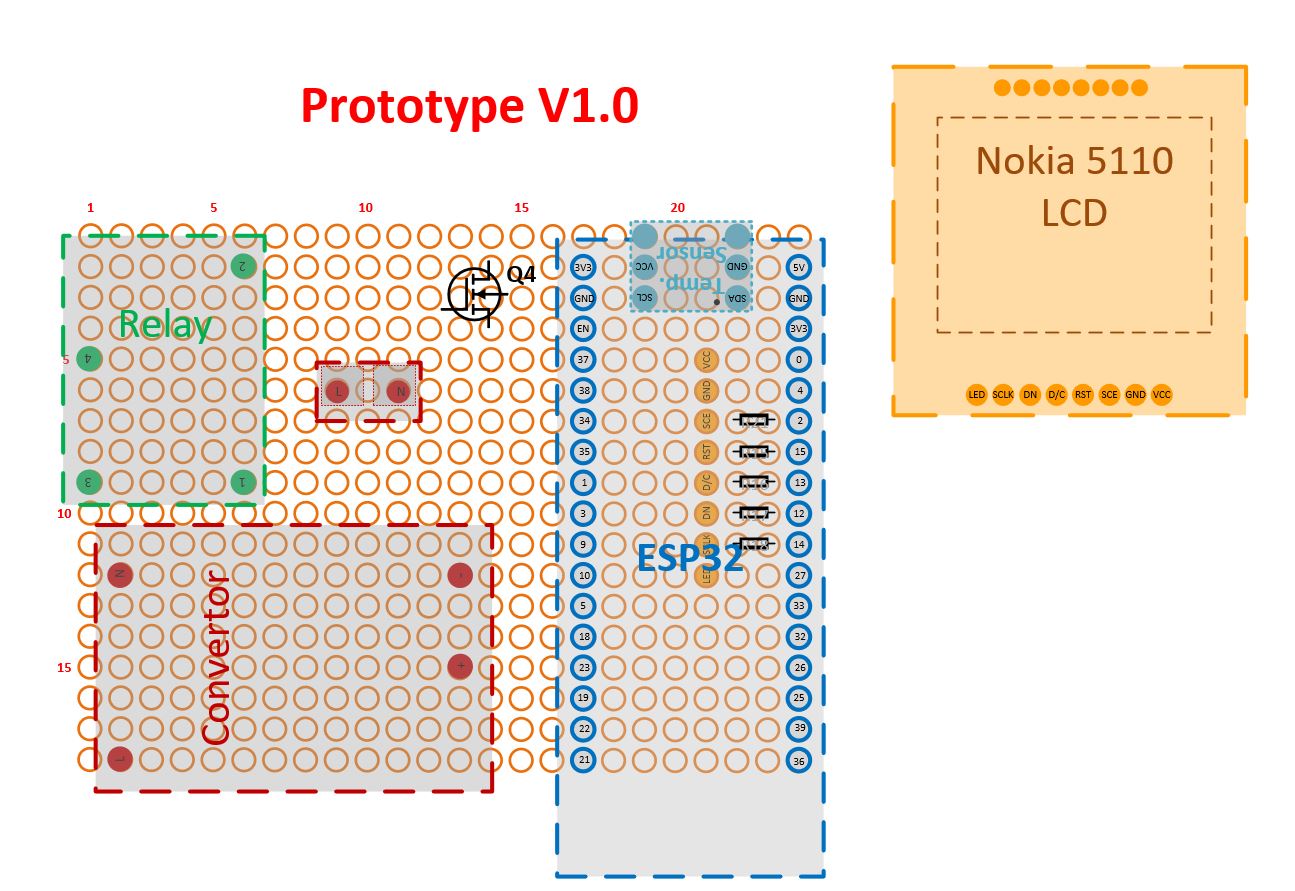 Prototype V1.0
Nokia 5110
LCD
LED SCLK DN D/C RST SCE GND VCC
1 5 10 15 20
5
10
15
Relay
2
4
3
1
Q4
L N
Convertor
N
-
+
L
Temp.
Sensor
VCC GND
SCL SDA
ESP32
3V3
GND
EN
37
38
34
35
1
3
9
10
5
18
23
19
22
21
VCC
GND
SCE
RST
D/C
DN
SCLK
LED
5V
GND
3V3
0
4
2
15
13
12
14
27
33
32
26
25
39
36